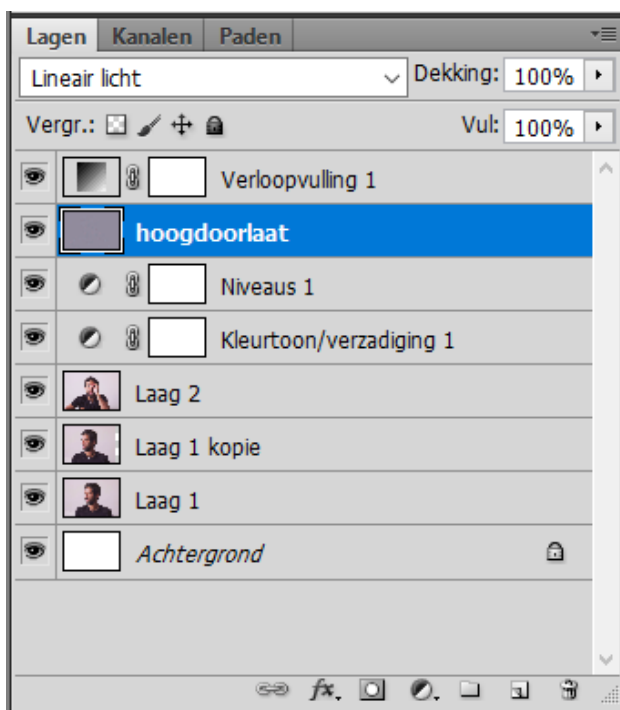 Lagen Kanalen Paden
Lineair licht Dekking: 100%
Vergr.: Vul: 100%
Verloopvulling 1
hoogdoorlaat
Niveaus 1
Kleurtoon/verzadiging 1
Laag 2
Laag 1 kopie
Laag 1
Achtergrond
fx.